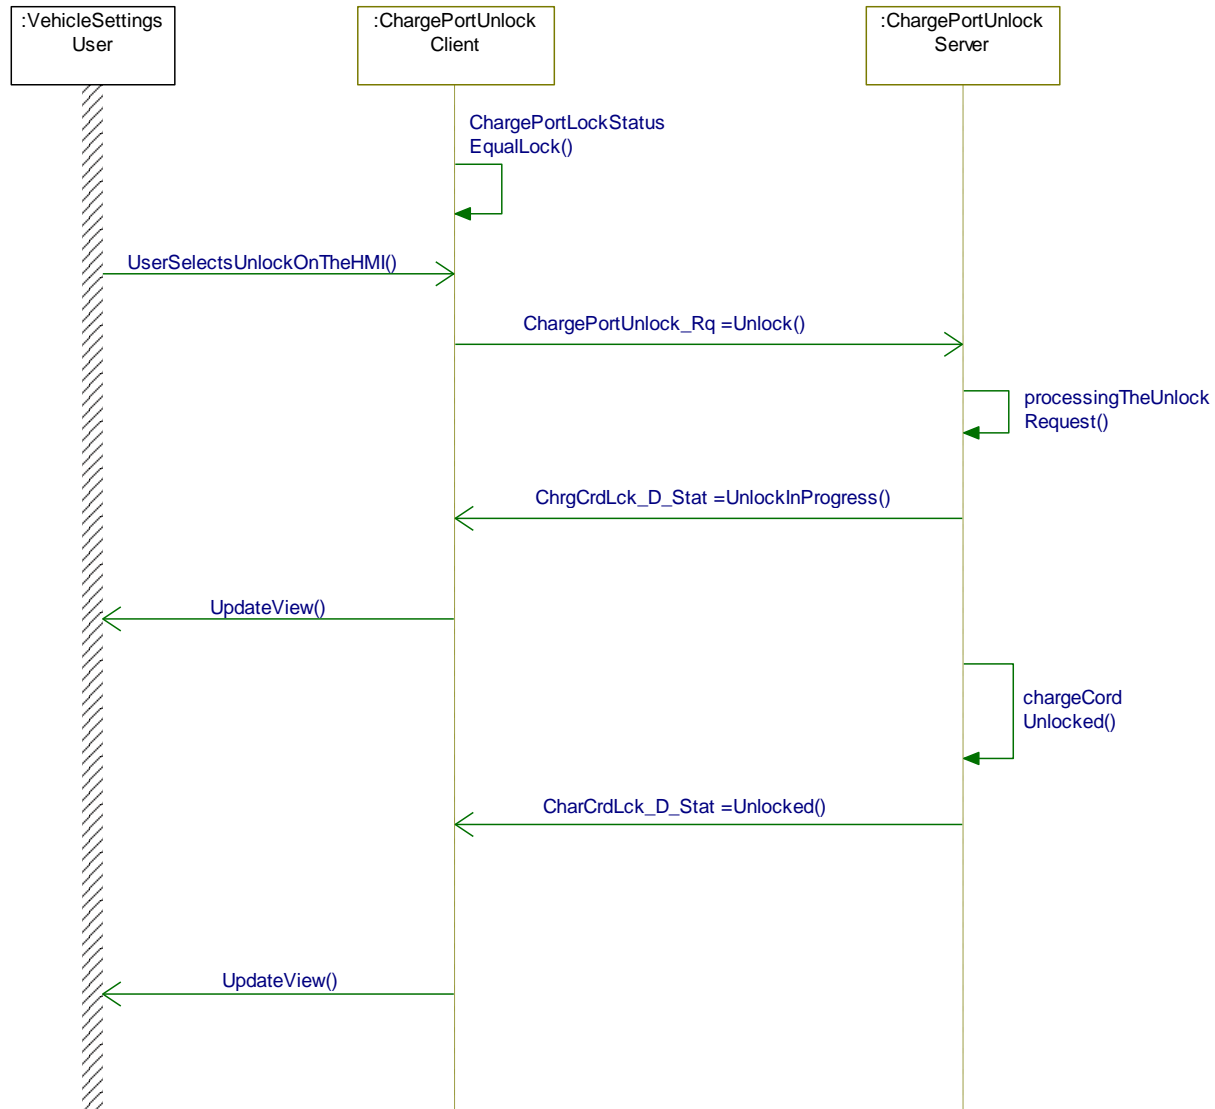 :VehicleSettings
User
:ChargePortUnlock
Client
:ChargePortUnlock
Server
ChargePortLockStatus
EqualLock()
UserSelectsUnlockOnTheHMI()
ChargePortUnlock_Rq =Unlock()
processingTheUnlock
Request()
ChrgCrdLck_D_Stat =UnlockInProgress()
UpdateView()
chargeCord
Unlocked()
CharCrdLck_D_Stat =Unlocked()
UpdateView()